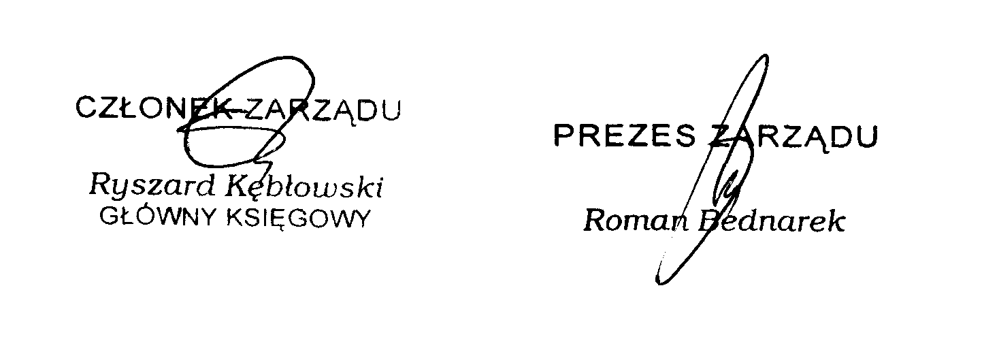 CZŁONEK ZARZĄDU
Ryszard Kębłowski
GŁÓWNY KSIĘGOWY
PREZES ZARZĄDU
Roman Bednarek